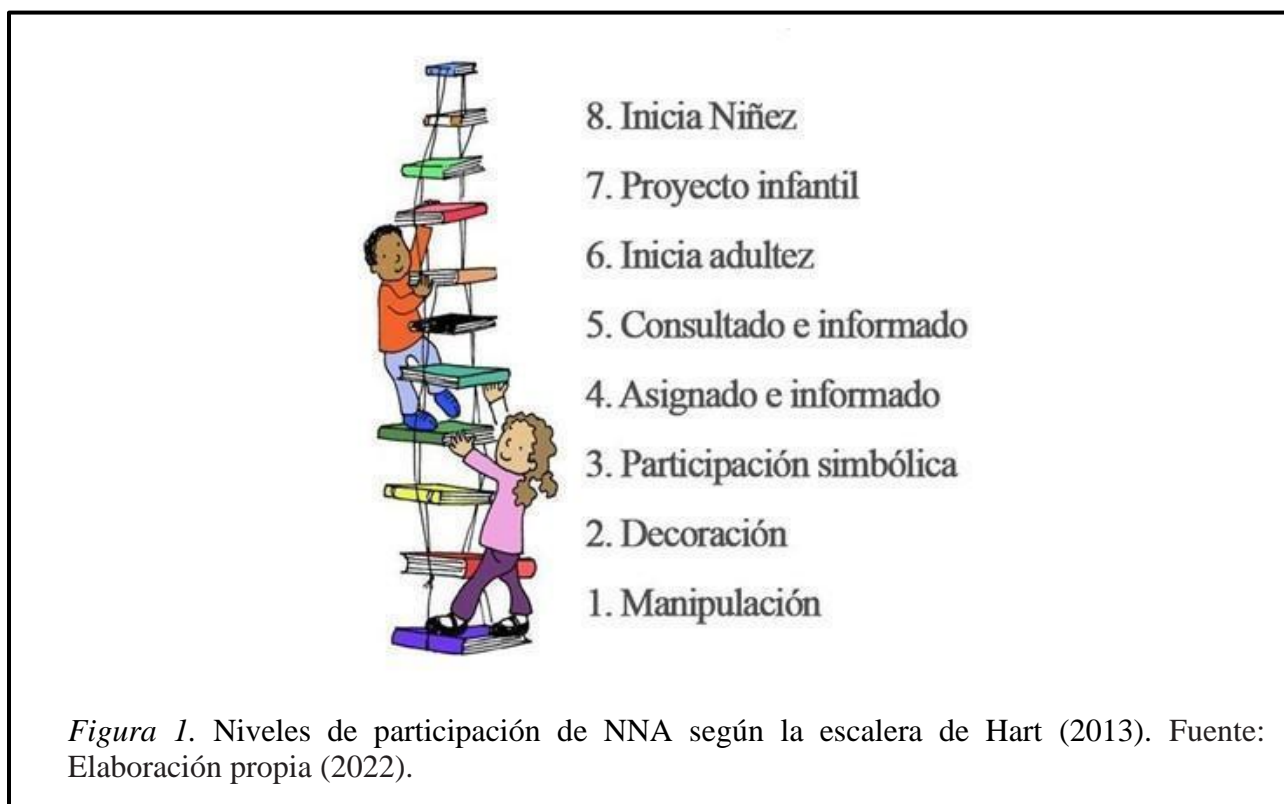 8. Inicia Niñez
7. Proyecto infantil
6. Inicia adultez
5. Consultado e informado
4. Asignado e informado
3. Participación simbólica
2. Decoración
1. Manipulación
Figura 1. Niveles de participación de NNA según la escalera de Hart (2013). Fuente:
Elaboración propia (2022).